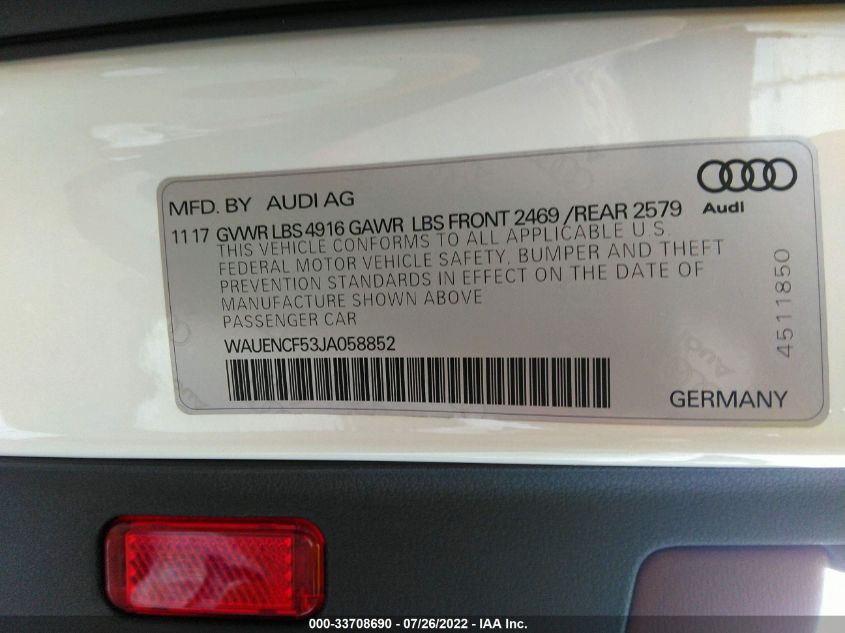 MFD. BY AUDI AG
Audi
1117 GVWR LBS 4916 GAWR LBS FRONT 2469 /REAR 2579
THIS VEHICLE CONFORMS TO ALL APPLICABLE U.S.
FEDERAL MOTOR VEHICLE SAFETY, BUMPER AND THEFT
PREVENTION STANDARDS IN EFFECT ON THE DATE OF
MANUFACTURE SHOWN ABOVE
PASSENGER CAR
WAUENCF53JA058852
GERMANY
4511850
000-33708690 - 07/26/2022 - IAA Inc.